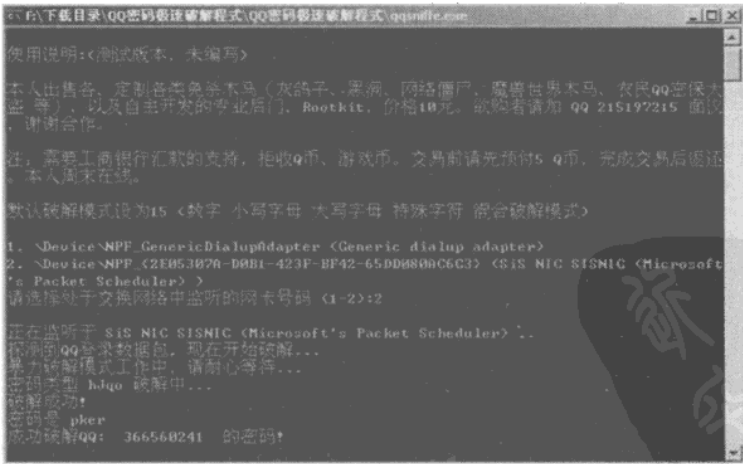 F:\下载目录\QQ密码极速破解程式\QQ密码极速破解程式\qqsniffe.exe
使用说明:<测试版本，未编写>
本人出售各、定制各类免杀木马（灰鸽子、黑洞、网络僵尸、魔兽世界木马、农民QQ密保大
盗 等），以及自主开发的专业后门、Rootkit，价格10元。欲购者请加 QQ 215197215 面议
，谢谢合作。
注：需要工商银行汇款的支持，拒收Q币、游戏币。交易前请先预付5 Q币，完成交易后返还
。本人周末在线。
默认破解模式设为15 <数字 小写字母 大写字母 特殊字符 混合破解模式>
1. \Device\NPF_GenericDialupAdapter <Generic dialup adapter>
2. \Device\NPF_{2E05307A-D0B1-423F-BF42-65DD080AC6C3} <SiS NIC SISNIC <Microsoft
's Packet Scheduler> >
请选择处于交换网络中监听的网卡号码 <1-2>:2
正在监听于 SiS NIC SISNIC <Microsoft's Packet Scheduler> ...
探测到QQ登录数据包，现在开始破解...
暴力破解模式工作中，请耐心等待...
密码类型 hJqo 破解中...
破解成功!
密码是 pker
成功破解QQ: 366560241 的密码!